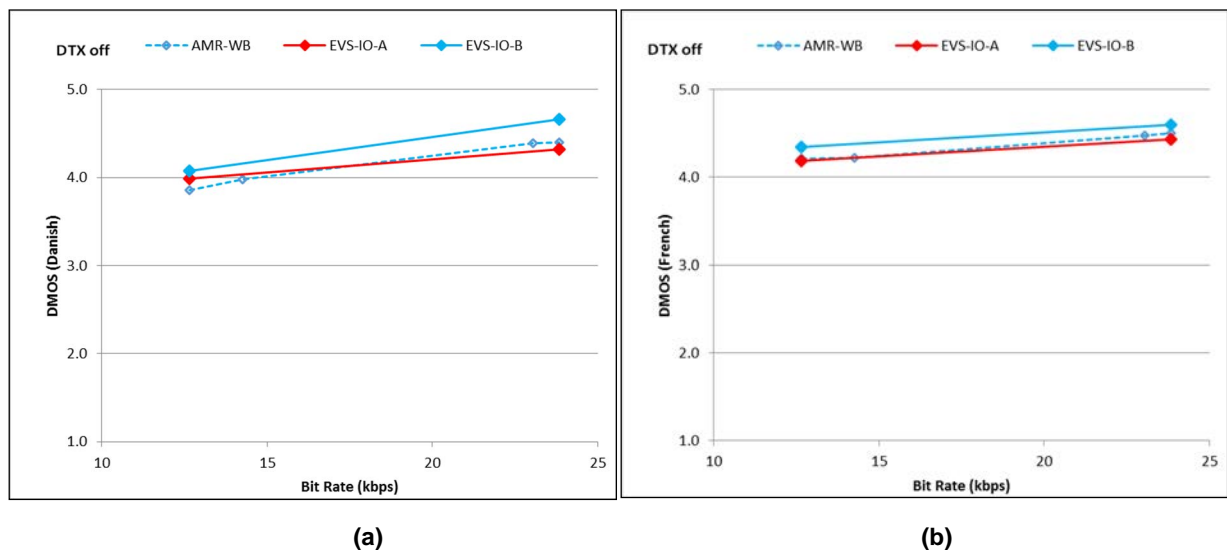 DTX off
AMR-WB
EVS-IO-A
EVS-IO-B
5.0
4.0
3.0
2.0
1.0
DMOS (Danish)
10
15
20
25
Bit Rate (kbps)
(a)
DTX off
AMR-WB
EVS-IO-A
EVS-IO-B
5.0
4.0
3.0
2.0
1.0
DMOS (French)
10
15
20
25
Bit Rate (kbps)
(b)